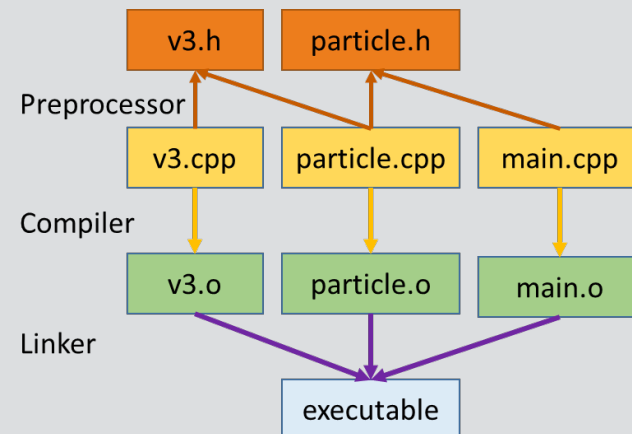 v3.h
particle.h
Preprocessor
v3.cpp
particle.cpp
main.cpp
Compiler
v3.o
particle.o
main.o
Linker
executable